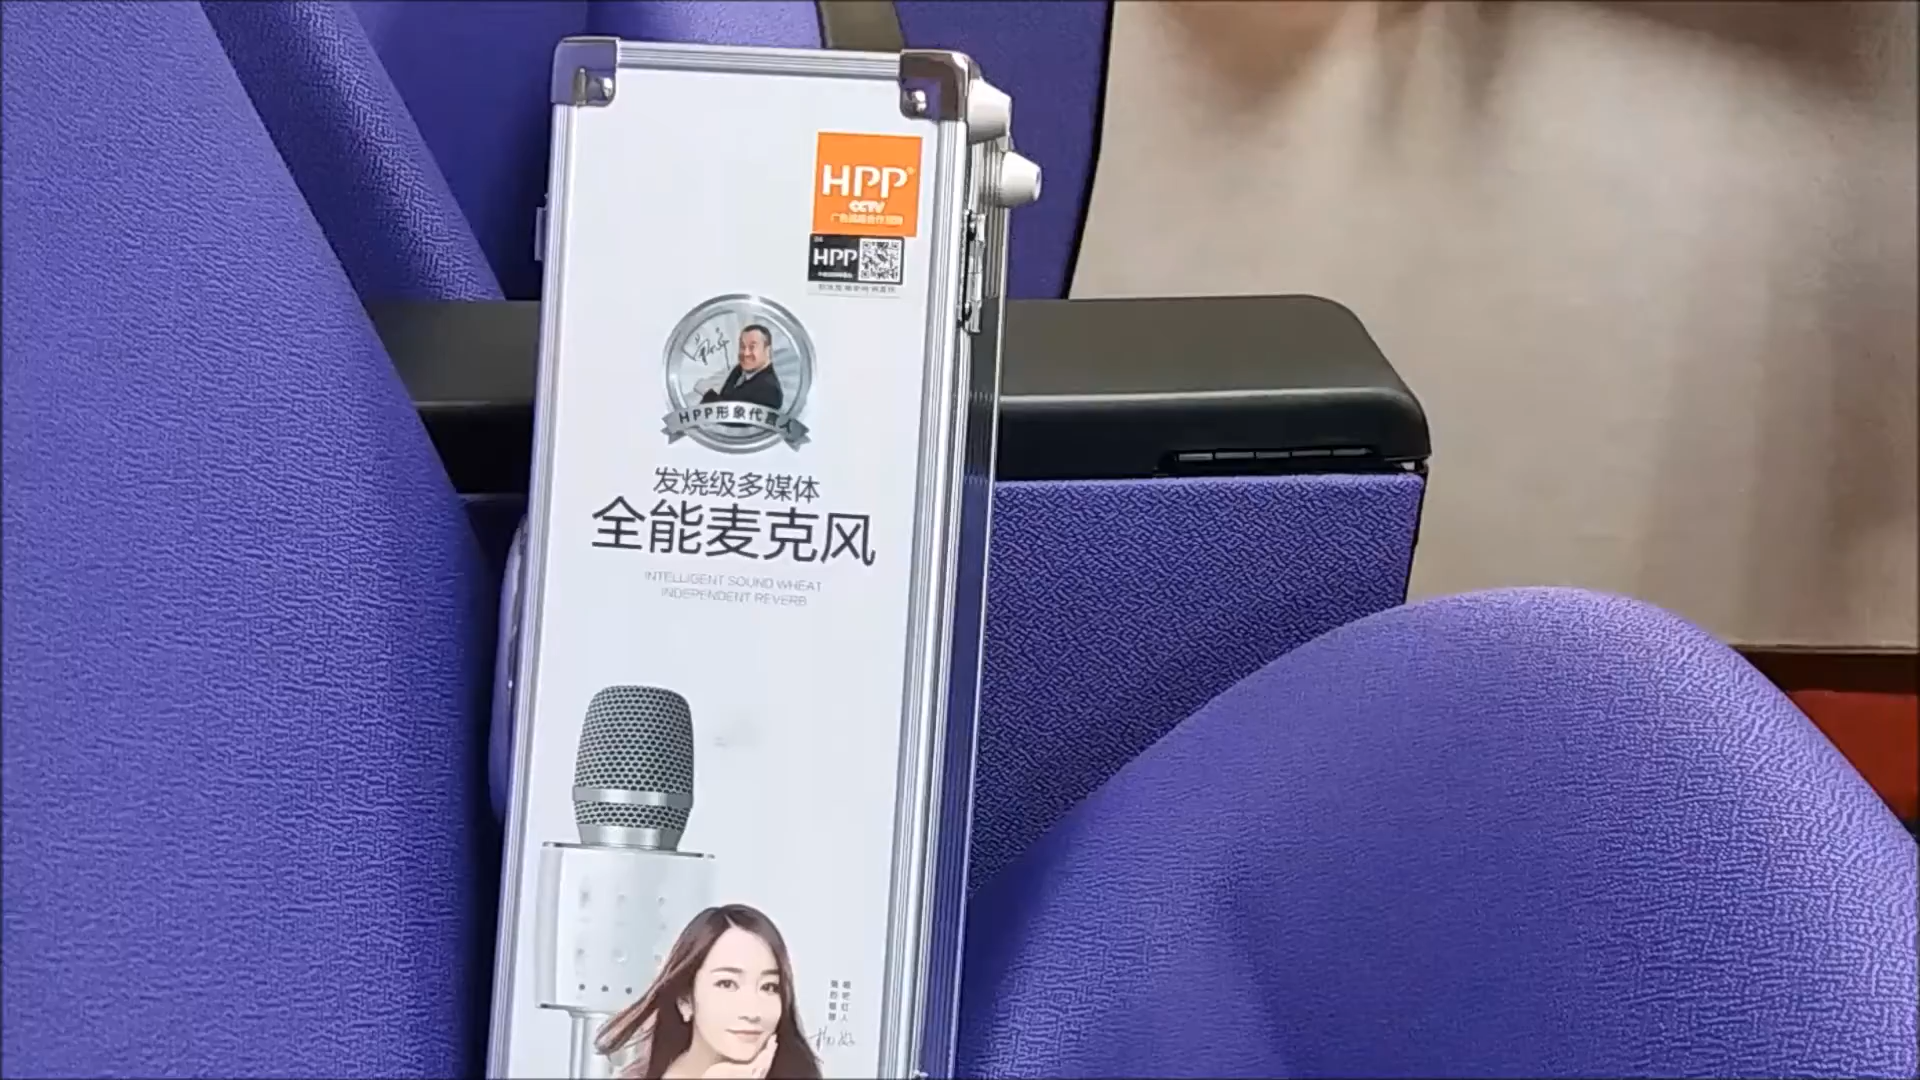 HPP
CCTV
HPP
HPP形象代言人
发烧级多媒体
全能麦克风
INTELLIGENT SOUND WHEAT
INDEPENDENT REVERB